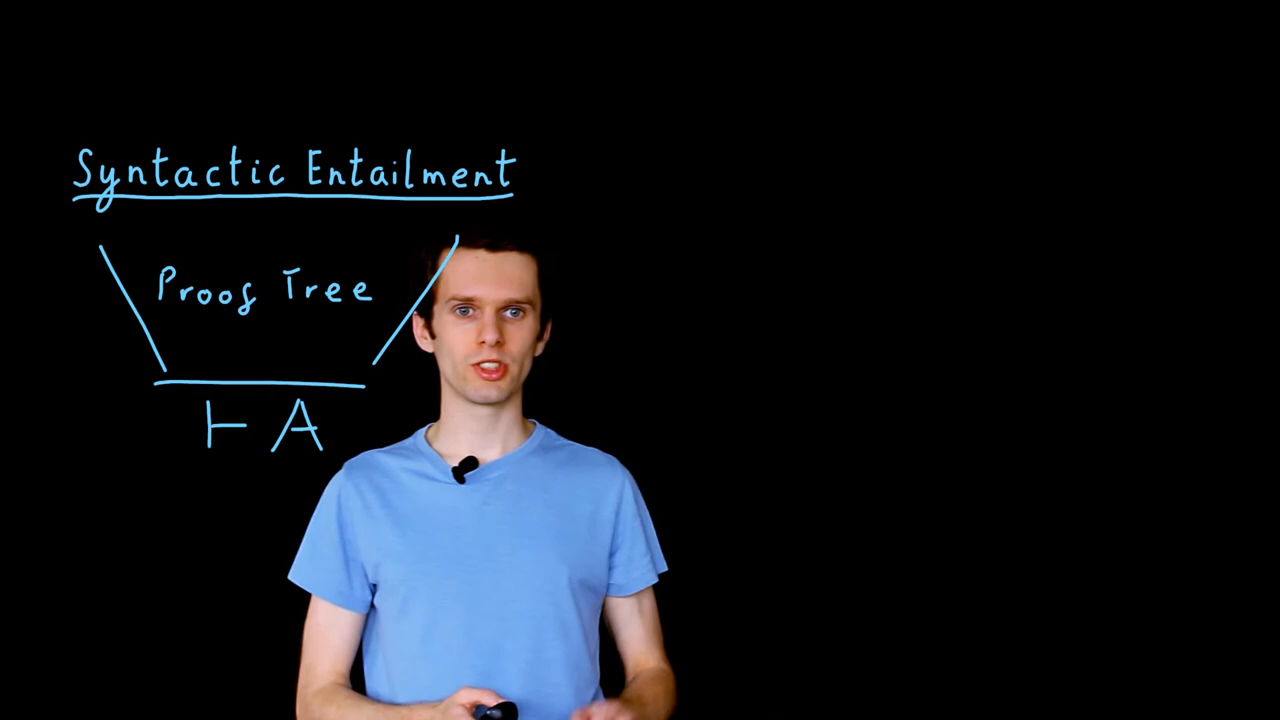 Syntactic Entailment
Proof Tree
⊢ A